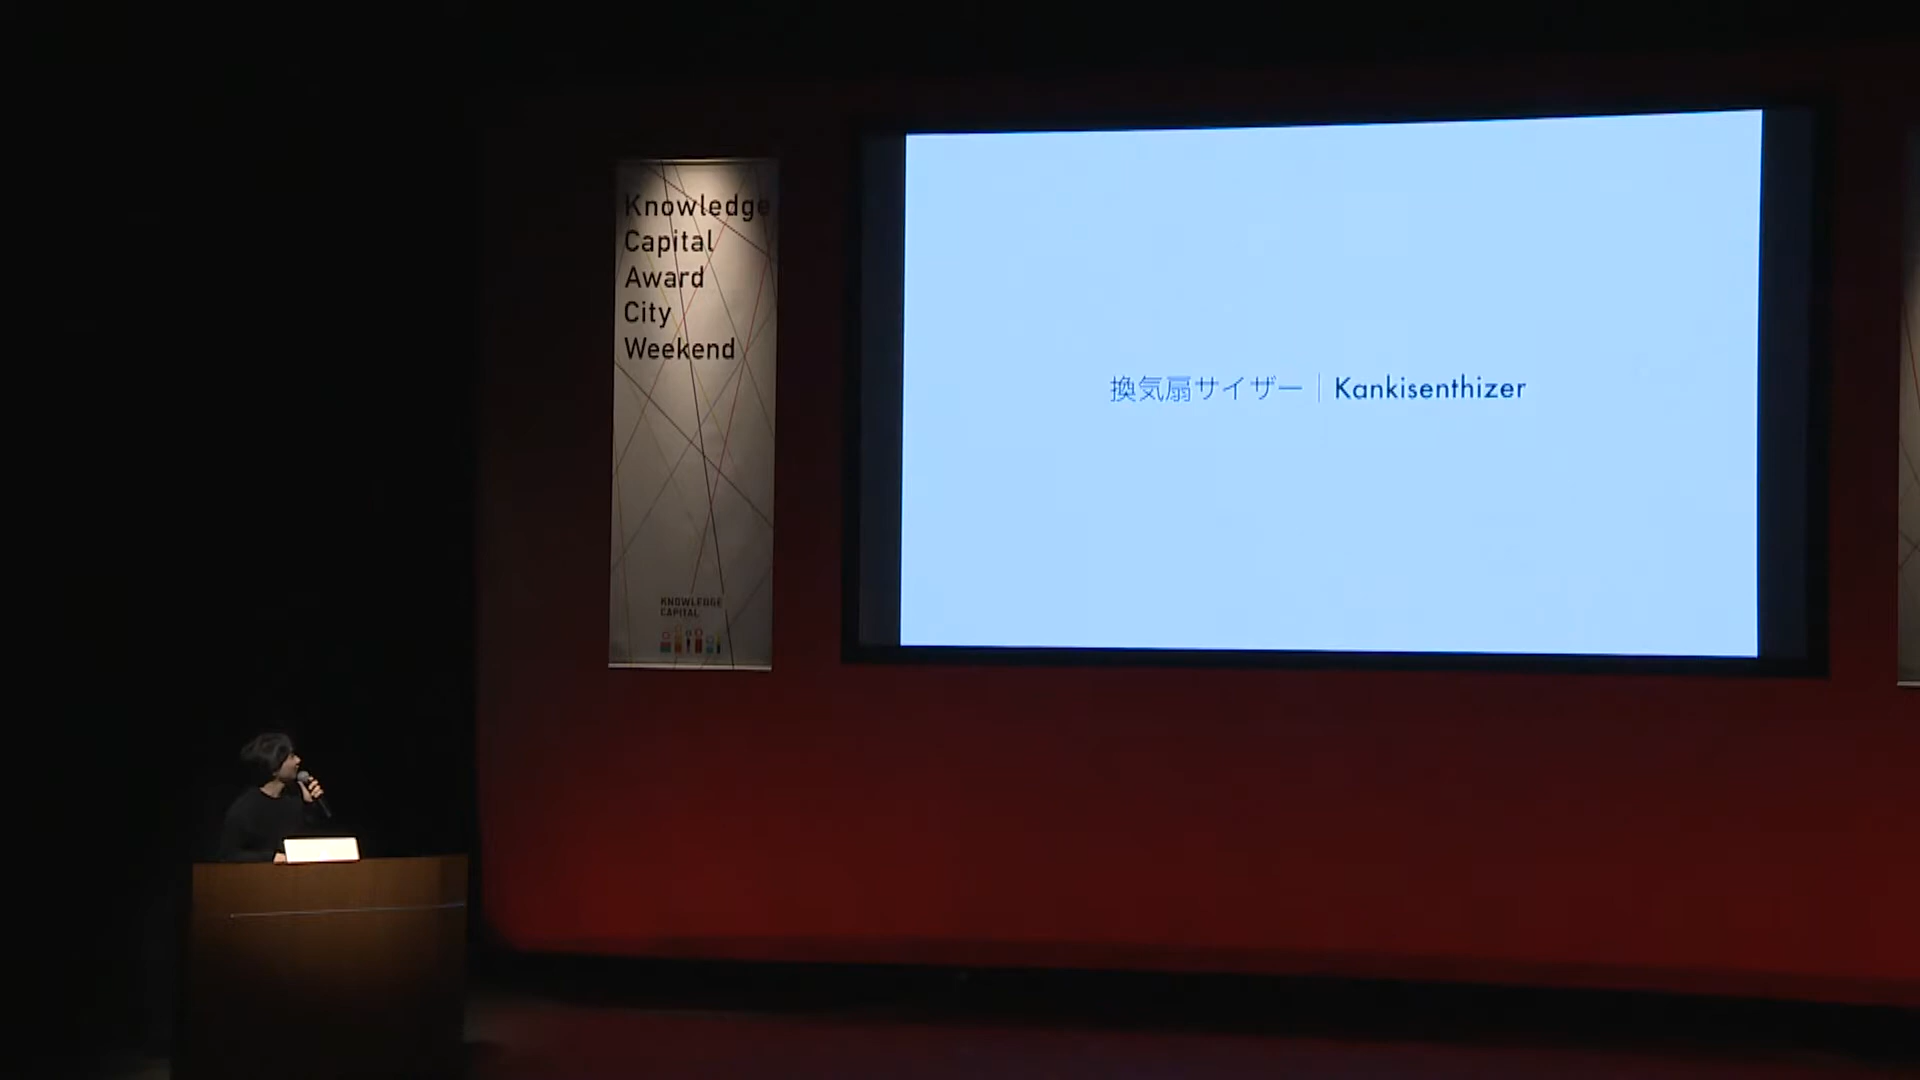 Knowledge
Capital
Award
City
Weekend
KNOWLEDGE
CAPITAL
換気扇サイザー｜Kankisenthizer